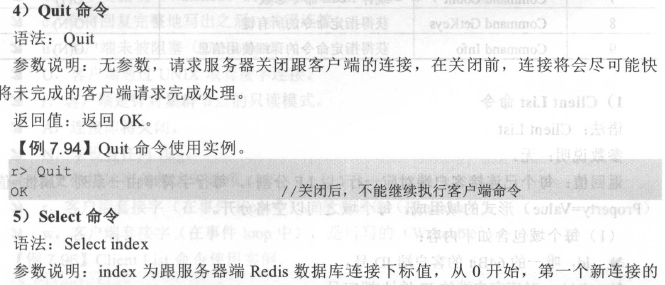 4）Quit 命令
语法：Quit
参数说明：无参数，请求服务器关闭跟客户端的连接，在关闭前，连接将会尽可能快
将未完成的客户端请求完成处理。
返回值：返回 OK。
【例 7.94】Quit 命令使用实例。
r> Quit
OK //关闭后，不能继续执行客户端命令
5）Select 命令
语法：Select index
参数说明：index 为跟服务器端 Redis 数据库连接下标值，从 0 开始，第一个新连接的